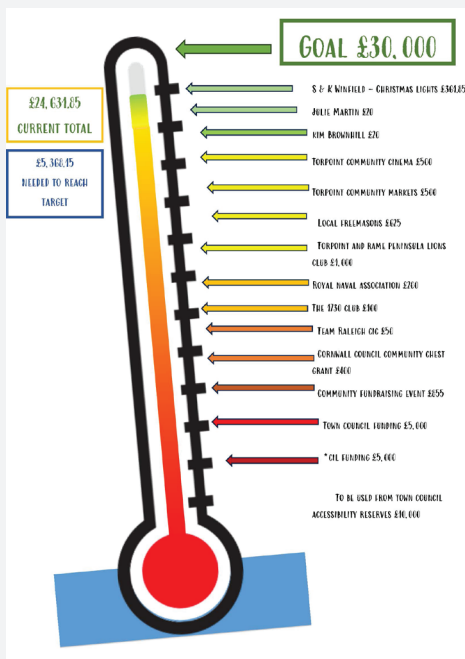 GOAL £30,000
£24,631.85
CURRENT TOTAL
£5,368.15
NEEDED TO REACH
TARGET
S & K WINFIELD – CHRISTMAS LIGHTS £361.85
JULIE MARTIN £20
KIM BROWNHILL £20
TORPOINT COMMUNITY CINEMA £500
TORPOINT COMMUNITY MARKETS £500
LOCAL FREEMASONS £625
TORPOINT AND RAME PENINSULA LIONS
CLUB £1,000
ROYAL NAVAL ASSOCIATION £200
THE 1730 CLUB £100
TEAM RALEIGH CIC £50
CORNWALL COUNCIL COMMUNITY CHEST
GRANT £400
COMMUNITY FUNDRAISING EVENT £855
TOWN COUNCIL FUNDING £5,000
*CIL FUNDING £5,000
TO BE USED FROM TOWN COUNCIL
ACCESSIBILITY RESERVES £10,000